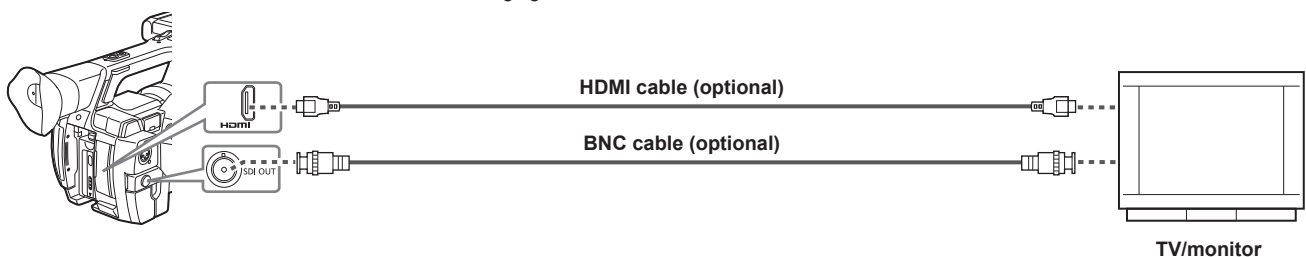 HDMI cable (optional)
HDMI
BNC cable (optional)
SDI OUT
TV/monitor